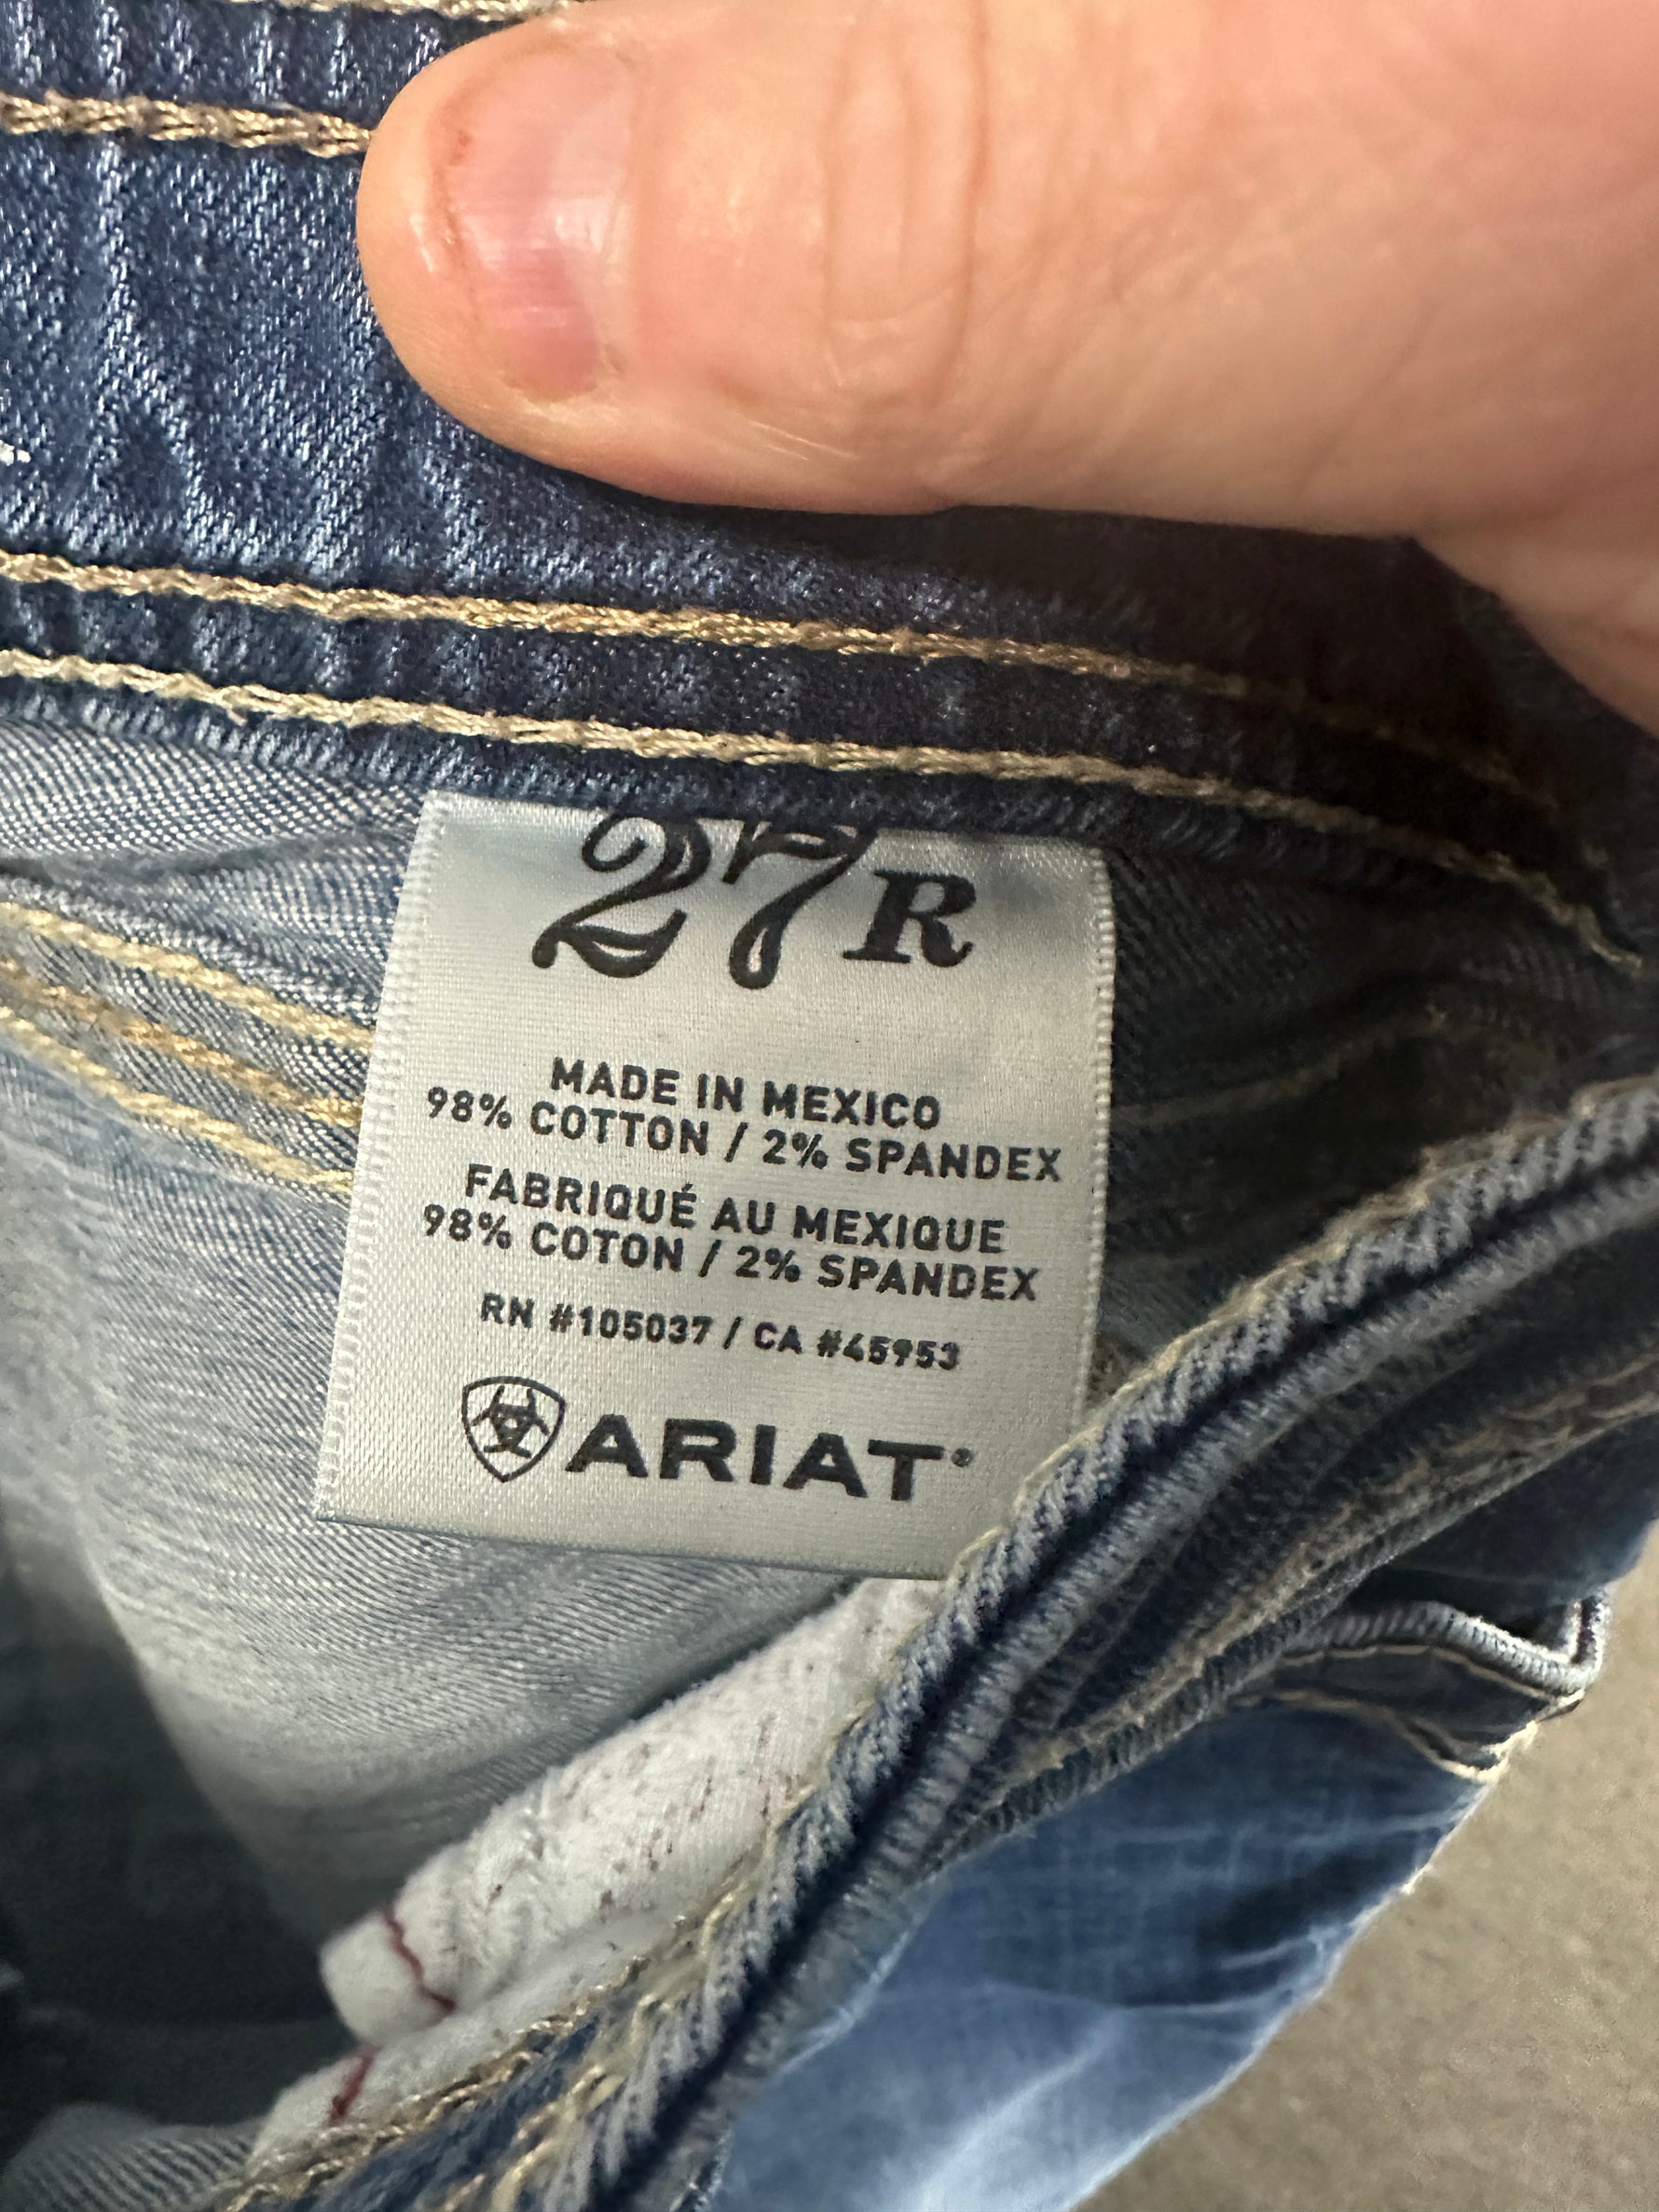 27R
MADE IN MEXICO
98% COTTON / 2% SPANDEX
FABRIQUÉ AU MEXIQUE
98% COTON / 2% SPANDEX
RN #105037 / CA #45953
ARIAT®